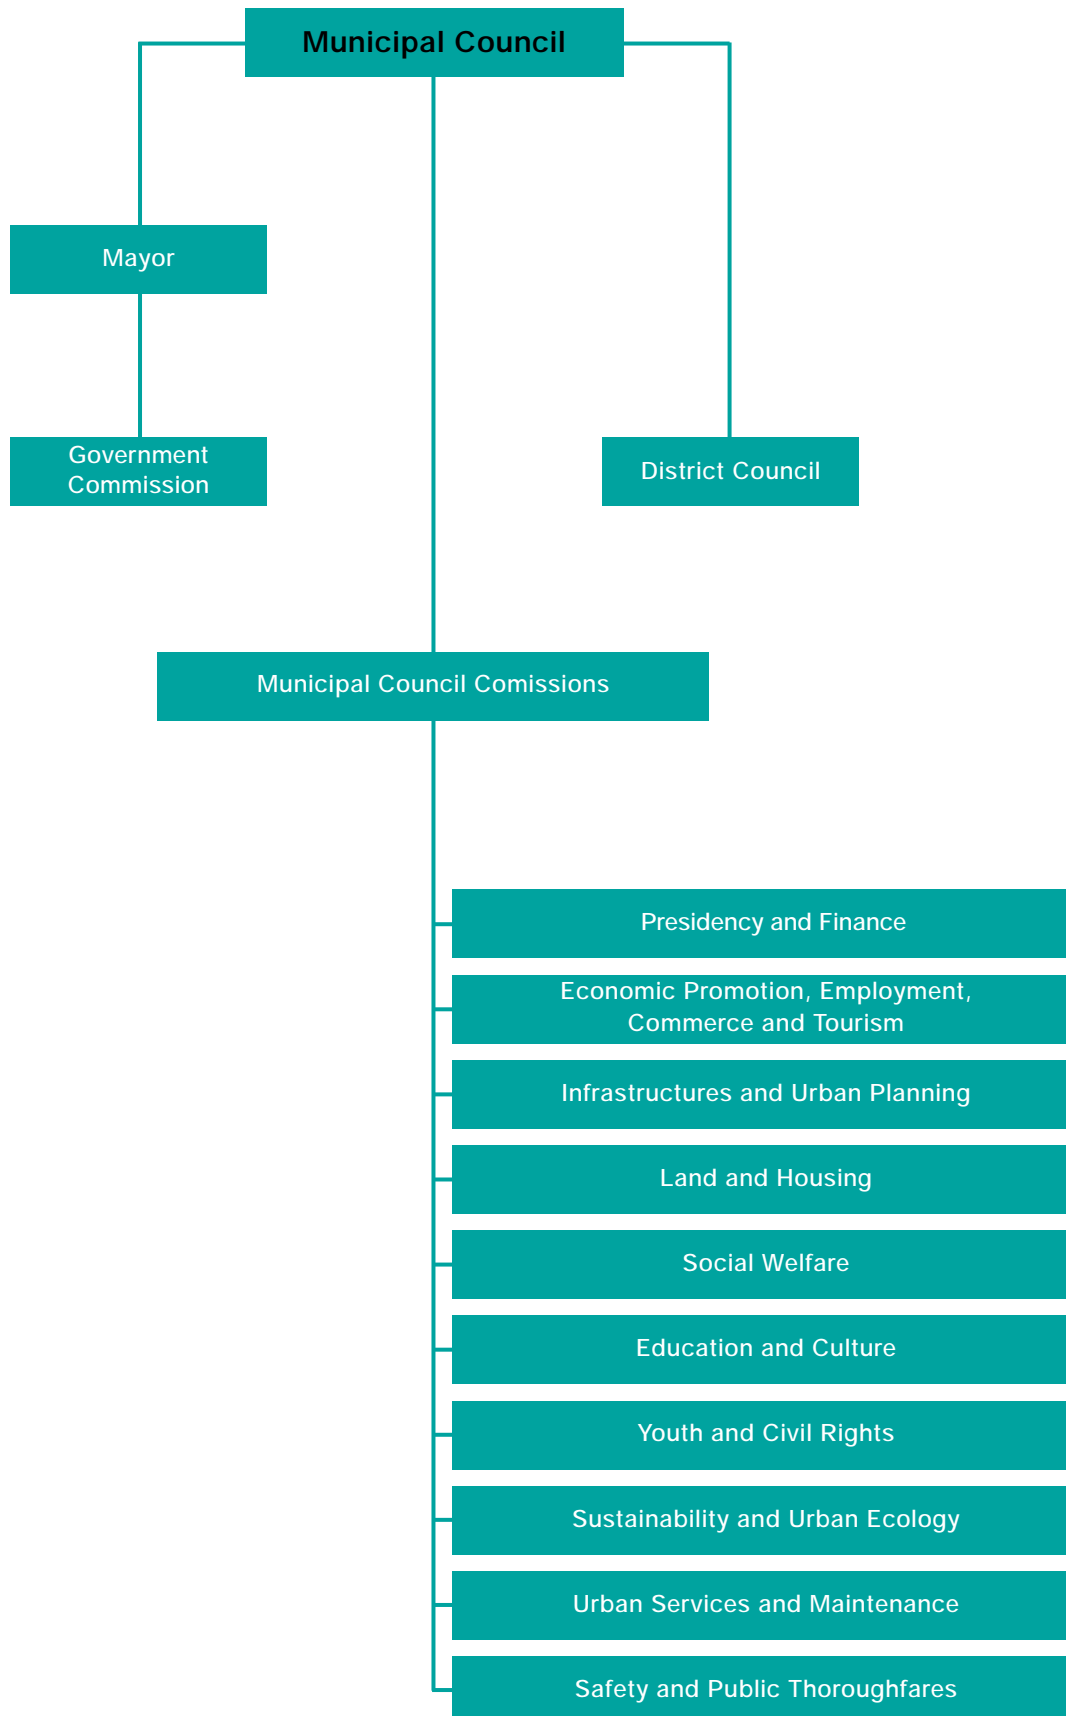 Municipal Council
Mayor
Government
Commission
District Council
Municipal Council Comissions
Presidency and Finance
Economic Promotion, Employment,
Commerce and Tourism
Infrastructures and Urban Planning
Land and Housing
Social Welfare
Education and Culture
Youth and Civil Rights
Sustainability and Urban Ecology
Urban Services and Maintenance
Safety and Public Thoroughfares